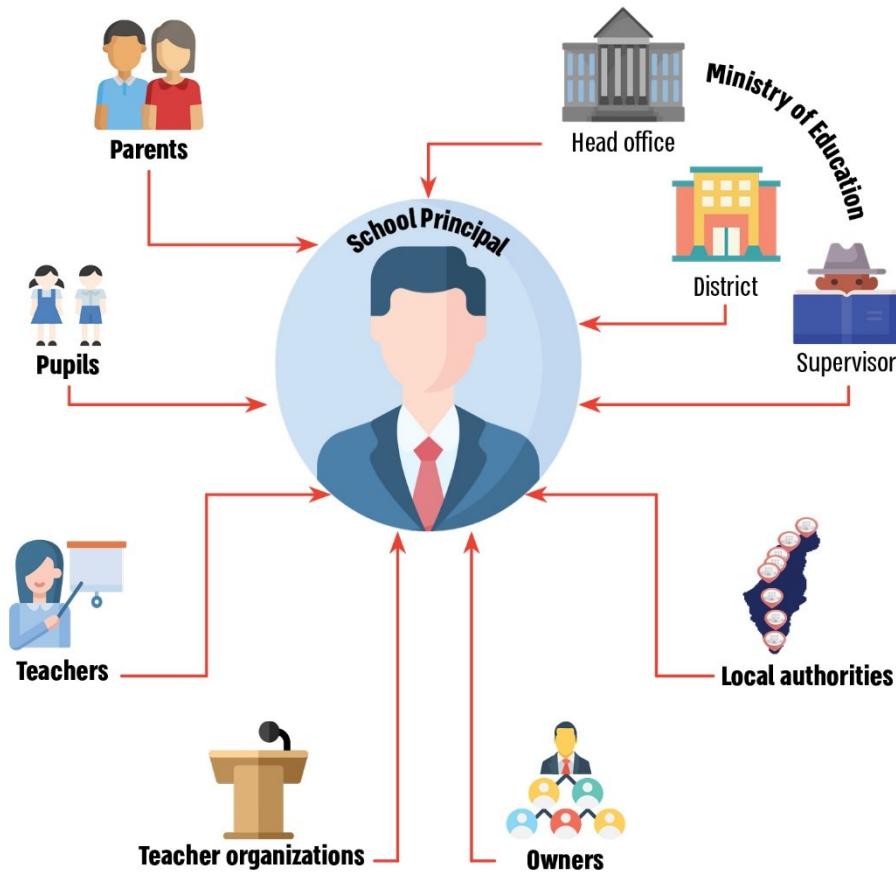 Parents
Head office
Ministry of Education
School Principal
District
Pupils
Supervisor
Teachers
Local authorities
Teacher organizations
Owners